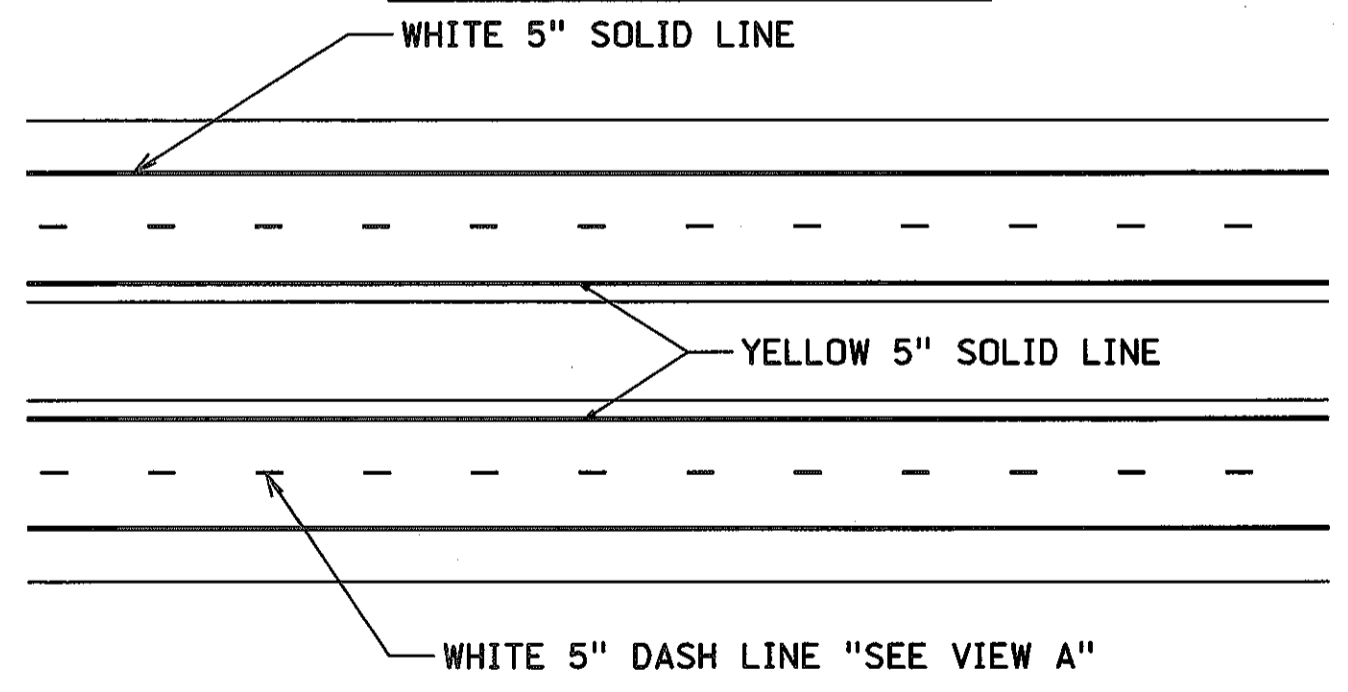 WHITE 5" SOLID LINE
YELLOW 5" SOLID LINE
WHITE 5" DASH LINE "SEE VIEW A"